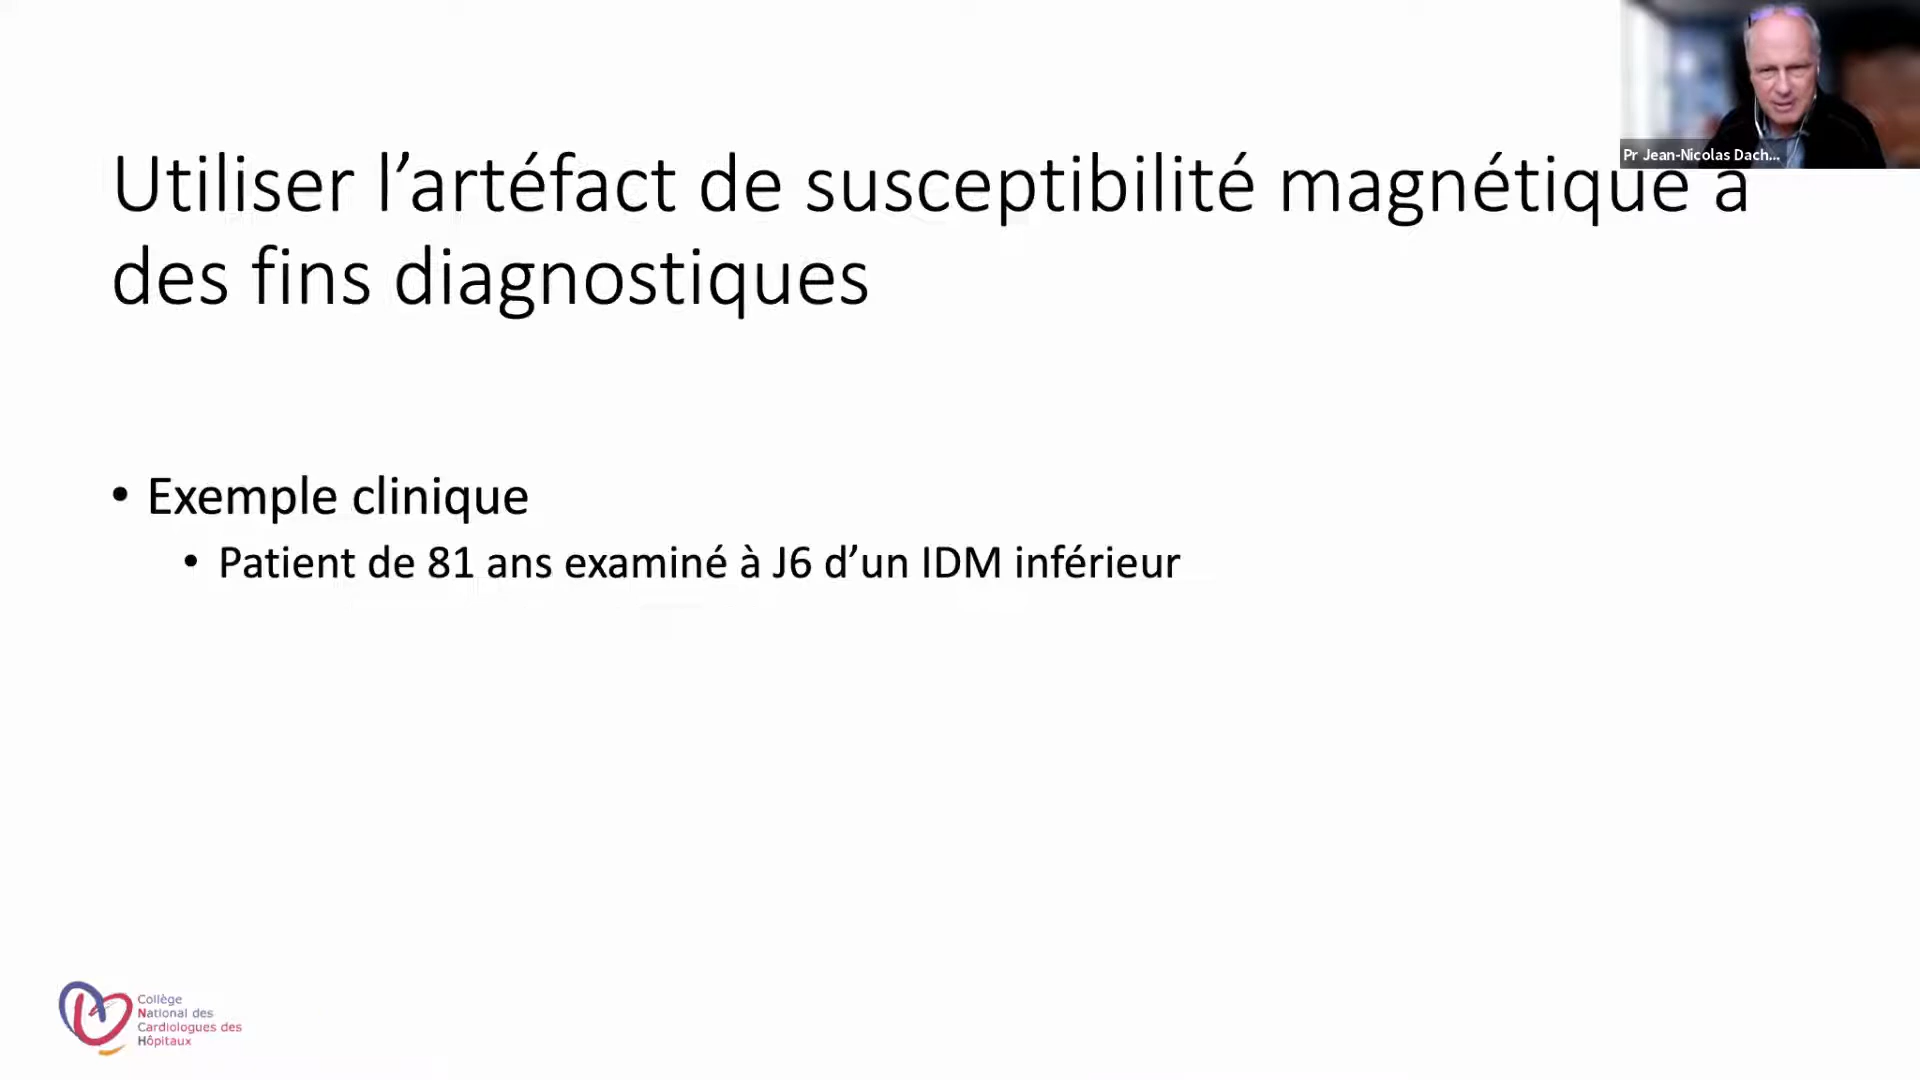 Pr Jean-Nicolas Dach...
Utiliser l’artéfact de susceptibilité magnétique à
des fins diagnostiques
• Exemple clinique
• Patient de 81 ans examiné à J6 d’un IDM inférieur
Collège
National des
Cardiologues des
Hôpitaux